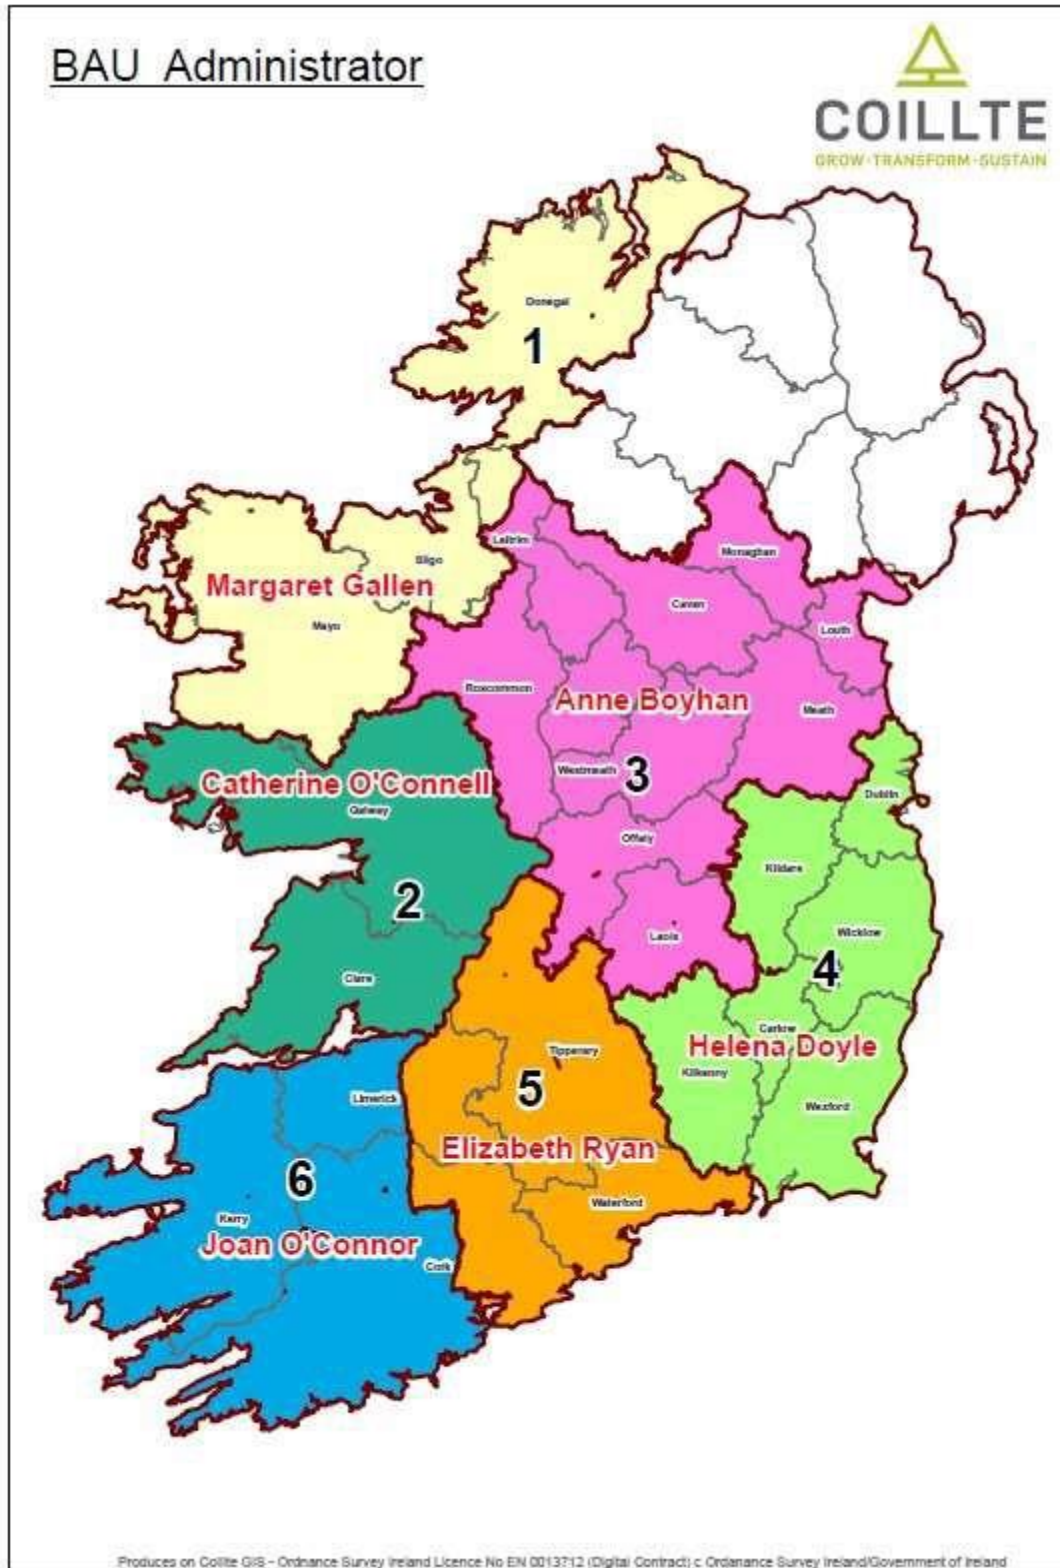 BAU Administrator
COILLTE
GROW·TRANSFORM·SUSTAIN
Donegal
1
Leitrim
Monaghan
Sligo
Margaret Gallen
Cavan
Mayo
Louth
Roscommon
Anne Boyhan
Meath
Westmeath
3
Catherine O'Connell
Galway
Dublin
Offaly
Kildare
2
Laois
Wicklow
4
Clare
Carlow
Helena Doyle
Tipperary
Kilkenny
5
Limerick
Wexford
Elizabeth Ryan
6
Waterford
Kerry
Joan O'Connor
Cork
Produces on Coillte GIS - Ordnance Survey Ireland Licence No EN 0013712 (Digital Contract) c Ordanance Survey Ireland/Government of Ireland